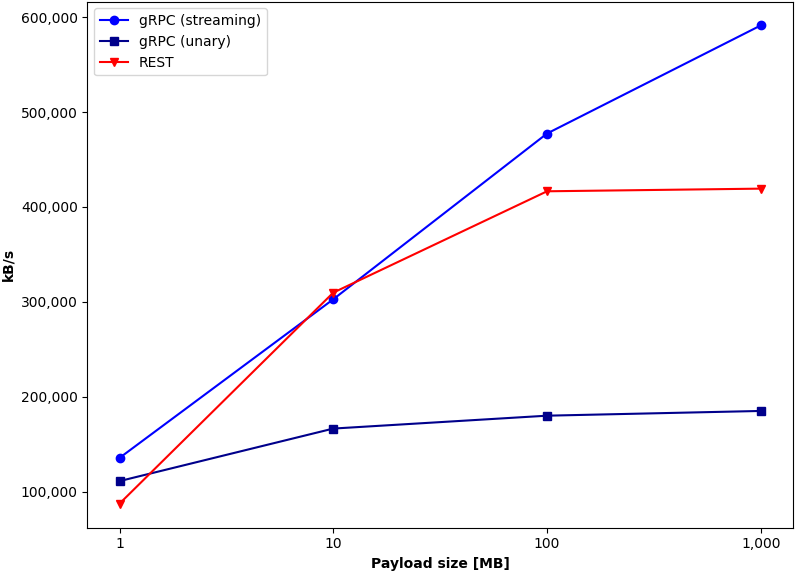 gRPC (streaming)
gRPC (unary)
REST
600,000
500,000
400,000
300,000
200,000
100,000
kB/s
1
10
100
1,000
Payload size [MB]